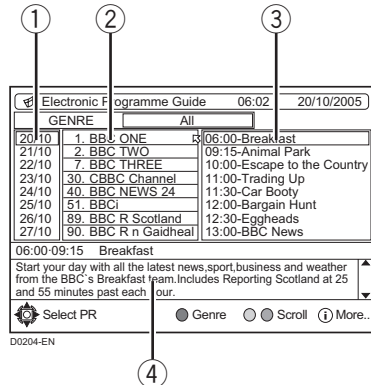 1 2 3
Electronic Programme Guide 06:02 20/10/2005
GENRE All
20/10 1. BBC ONE 06:00-Breakfast
21/10 2. BBC TWO 09:15-Animal Park
22/10 7. BBC THREE 10:00-Escape to the Country
23/10 30. CBBC Channel 11:00-Trading Up
24/10 40. BBC NEWS 24 11:30-Car Booty
25/10 51. BBCi 12:00-Bargain Hunt
26/10 89. BBC R Scotland 12:30-Eggheads
27/10 90. BBC R n Gaidheal 13:00-BBC News
06:00-09:15 Breakfast
Start your day with all the latest news,sport,business and weather
from the BBC`s Breakfast team.Includes Reporting Scotland at 25
and 55 minutes past each hour.
Select PR Genre Scroll i More..
D0204-EN
4